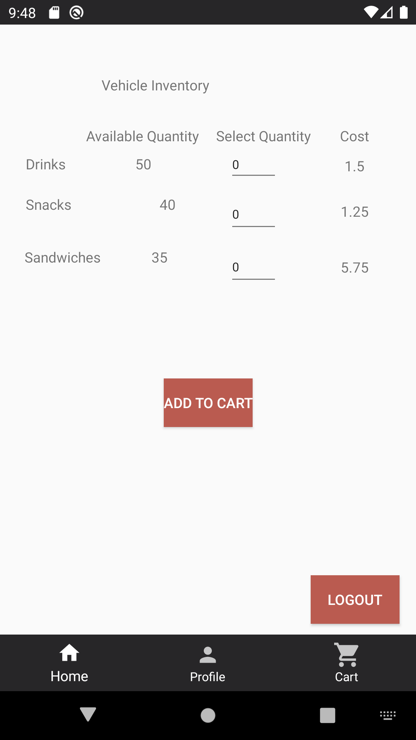 9:48
Vehicle Inventory
Available Quantity Select Quantity Cost
Drinks 50 0 1.5
Snacks 40 0 1.25
Sandwiches 35 0 5.75
ADD TO CART
LOGOUT
Home Profile Cart